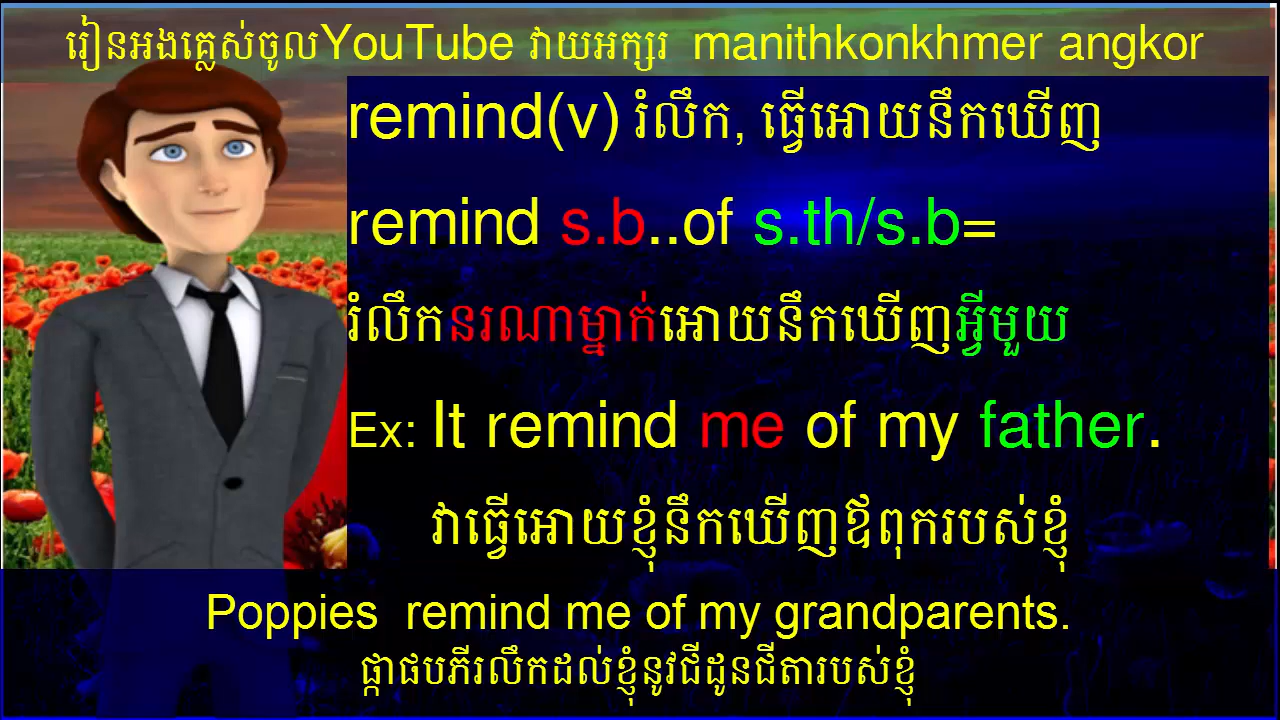 រៀនអងគ្លេស់ចូលYouTube វាយអក្សរ manithkonkhmer angkor
remind(v) រំលឹក, ធ្វើអោយនឹកឃើញ
remind s.b..of s.th/s.b=
រំលឹកនរណាម្នាក់អោយនឹកឃើញអ្វីមួយ
Ex: It remind me of my father.
វាធ្វើអោយខ្ញុំនឹកឃើញឪពុករបស់ខ្ញុំ
Poppies remind me of my grandparents.
ផ្កាផបភីរលឹកដល់ខ្ញុំនូវជីដូនជីតារបស់ខ្ញុំ